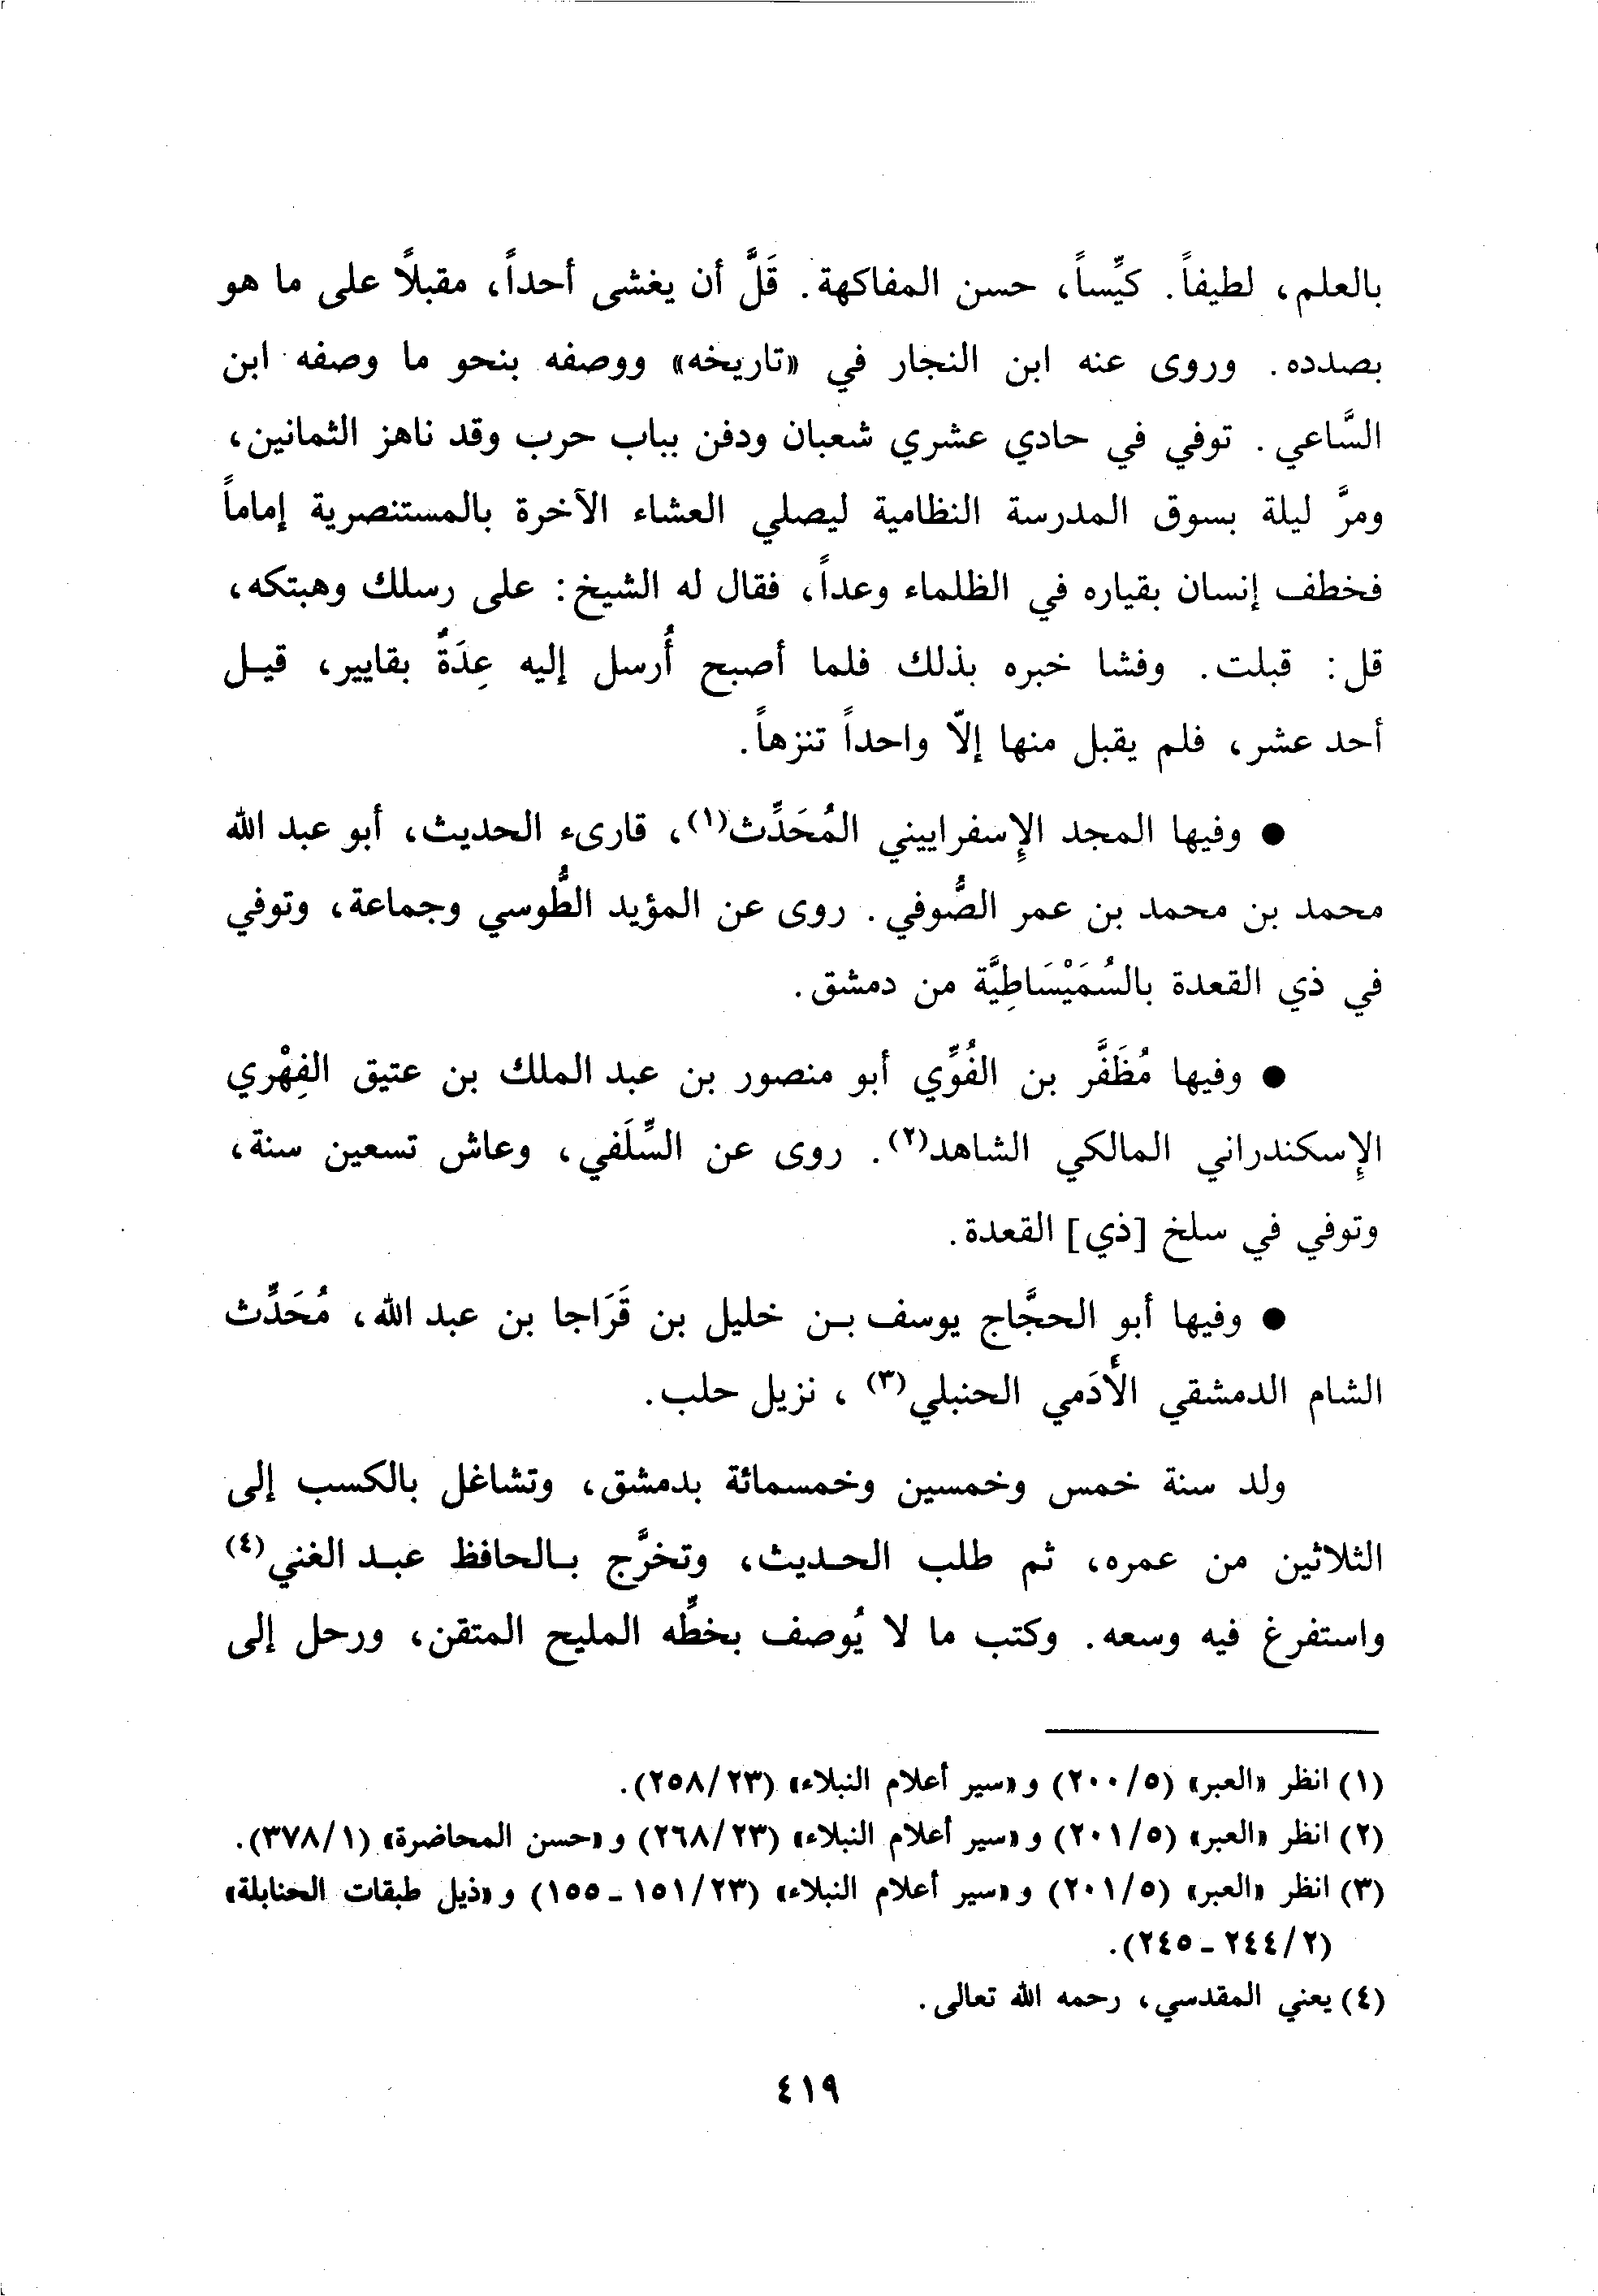 بالعلم، لطيفاً. كيِّساً، حسن المفاكهة. قَلَّ أن يغشى أحداً، مقبلاً على ما هو
بصدده. وروى عنه ابن النجار في «تاريخه» ووصفه بنحو ما وصفه ابن
السَّاعي. توفي في حادي عشري شعبان ودفن بباب حرب وقد ناهز الثمانين،
ومرَّ ليلة بسوق المدرسة النظامية ليصلي العشاء الآخرة بالمستنصرية إماماً
فخطف إنسان بقياره في الظلماء وعداً، فقال له الشيخ: على رسلك وهبتكه،
قل: قبلت. وفشا خبره بذلك فلما أصبح أُرسل إليه عِدَةٌ بقايير، قيل
أحد عشر، فلم يقبل منها إلّا واحداً تنزهاً.
● وفيها المجد الإسفراييني المُحَدِّث(١)، قارىء الحديث، أبو عبد الله
محمد بن محمد بن عمر الصُّوفي. روى عن المؤيد الطُّوسي وجماعة، وتوفي
في ذي القعدة بالسُمَيْسَاطِيَّة من دمشق.
● وفيها مُظَفَّر بن الفُوِّي أبو منصور بن عبد الملك بن عتيق الفِهْري
الإسكندراني المالكي الشاهد(٢). روى عن السِّلَفي، وعاش تسعين سنة،
وتوفي في سلخ [ذي] القعدة.
● وفيها أبو الحجَّاج يوسف بن خليل بن قَرَاجا بن عبد الله، مُحَدِّث
الشام الدمشقي الأَدَمي الحنبلي(٣)، نزيل حلب.
ولد سنة خمس وخمسين وخمسمائة بدمشق، وتشاغل بالكسب إلى
الثلاثين من عمره، ثم طلب الحديث، وتخرَّج بالحافظ عبد الغني(٤)
واستفرغ فيه وسعه. وكتب ما لا يُوصف بخطِّه المليح المتقن، ورحل إلى
(١) انظر «العبر» (٥/٢٠٠) و«سير أعلام النبلاء» (٢٣/٢٥٨).
(٢) انظر «العبر» (٥/٢٠١) و«سير أعلام النبلاء» (٢٣/٢٦٨) و«حسن المحاضرة» (١/٣٧٨).
(٣) انظر «العبر» (٥/٢٠١) و«سير أعلام النبلاء» (٢٣/١٥١ - ١٥٥) و«ذيل طبقات الحنابلة»
(٢/٢٤٤ - ٢٤٥).
(٤) يعني المقدسي، رحمه الله تعالى.
٤١٩